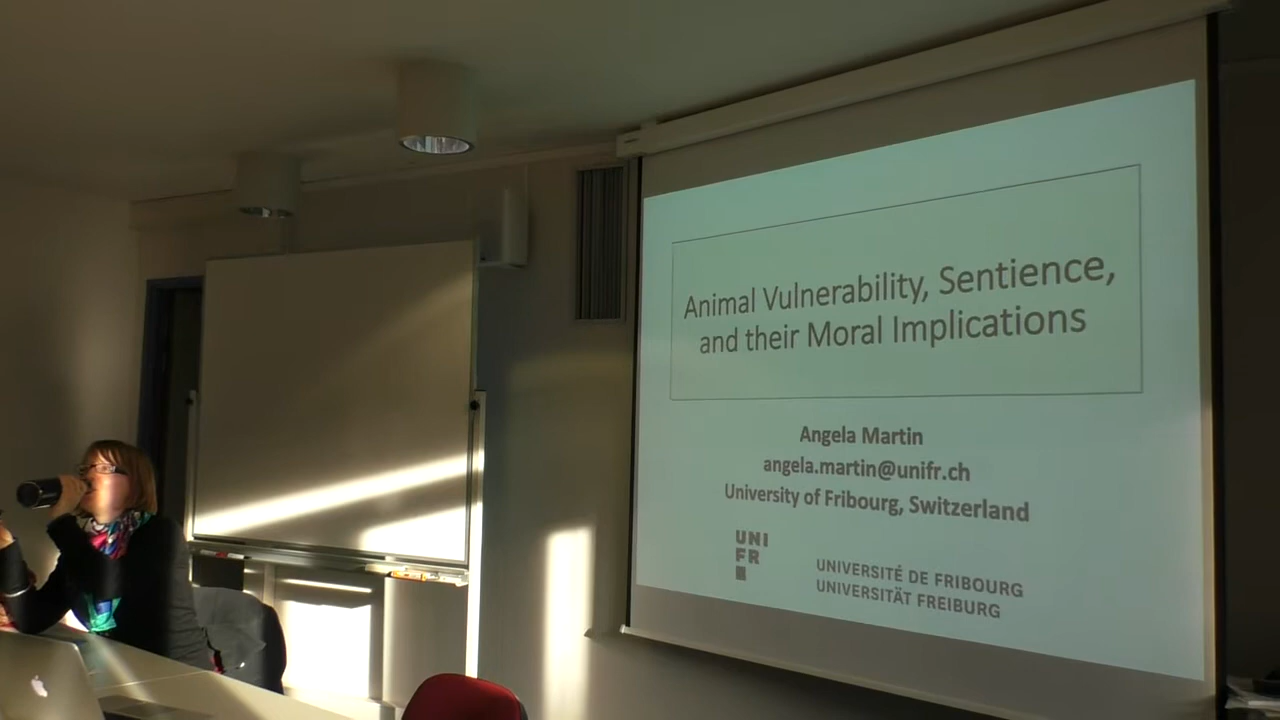 Animal Vulnerability, Sentience,
and their Moral Implications
Angela Martin
angela.martin@unifr.ch
University of Fribourg, Switzerland
UNI
FR
UNIVERSITÉ DE FRIBOURG
UNIVERSITÄT FREIBURG